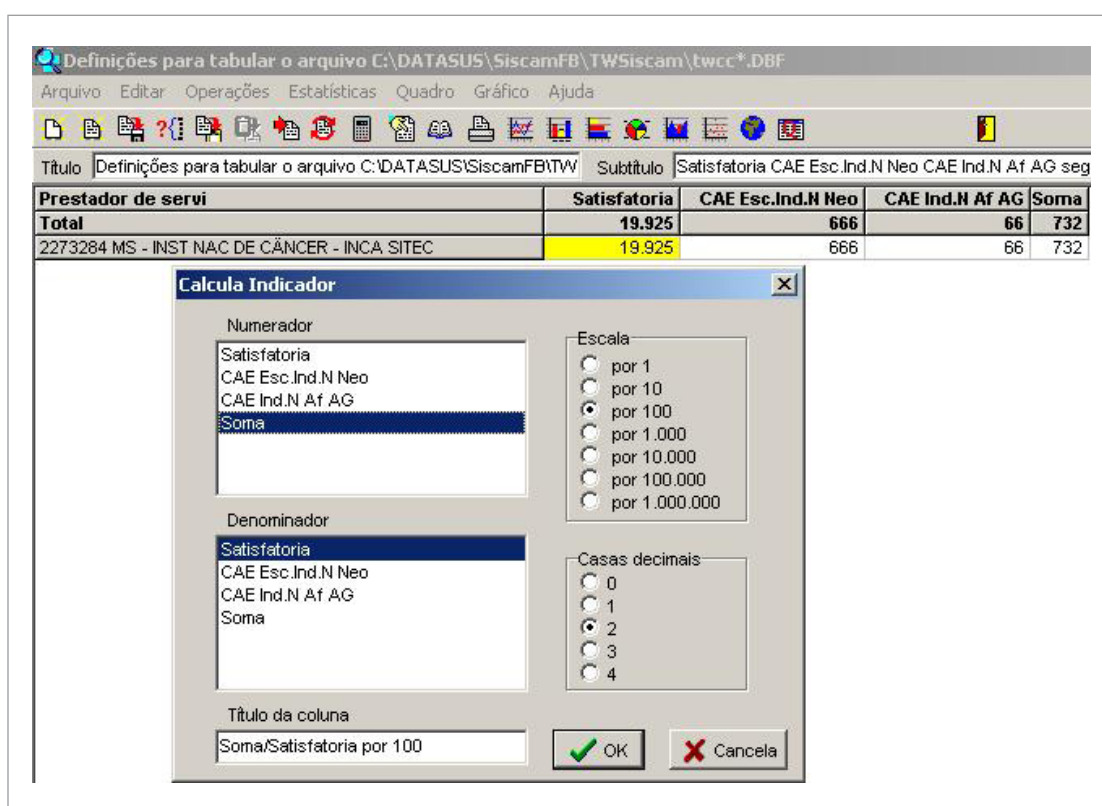 Definições para tabular o arquivo C:\DATASUS\SiscamFB\TWSiscam\twcc*.DBF
Arquivo Editar Operações Estatísticas Quadro Gráfico Ajuda
Título Definições para tabular o arquivo C:\DATASUS\SiscamFB\TW Subtítulo Satisfatoria CAE Esc.Ind.N Neo CAE Ind.N Af AG seg
Prestador de servi Satisfatoria CAE Esc.Ind.N Neo CAE Ind.N Af AG Soma
Total 19.925 666 66 732
2273284 MS - INST NAC DE CÂNCER - INCA SITEC 19.925 666 66 732
Calcula Indicador
Numerador
Satisfatoria
CAE Esc.Ind.N Neo
CAE Ind.N Af AG
Soma
Escala
por 1
por 10
por 100
por 1.000
por 10.000
por 100.000
por 1.000.000
Denominador
Satisfatoria
CAE Esc.Ind.N Neo
CAE Ind.N Af AG
Soma
Casas decimais
0
1
2
3
4
Título da coluna
Soma/Satisfatoria por 100
OK Cancela